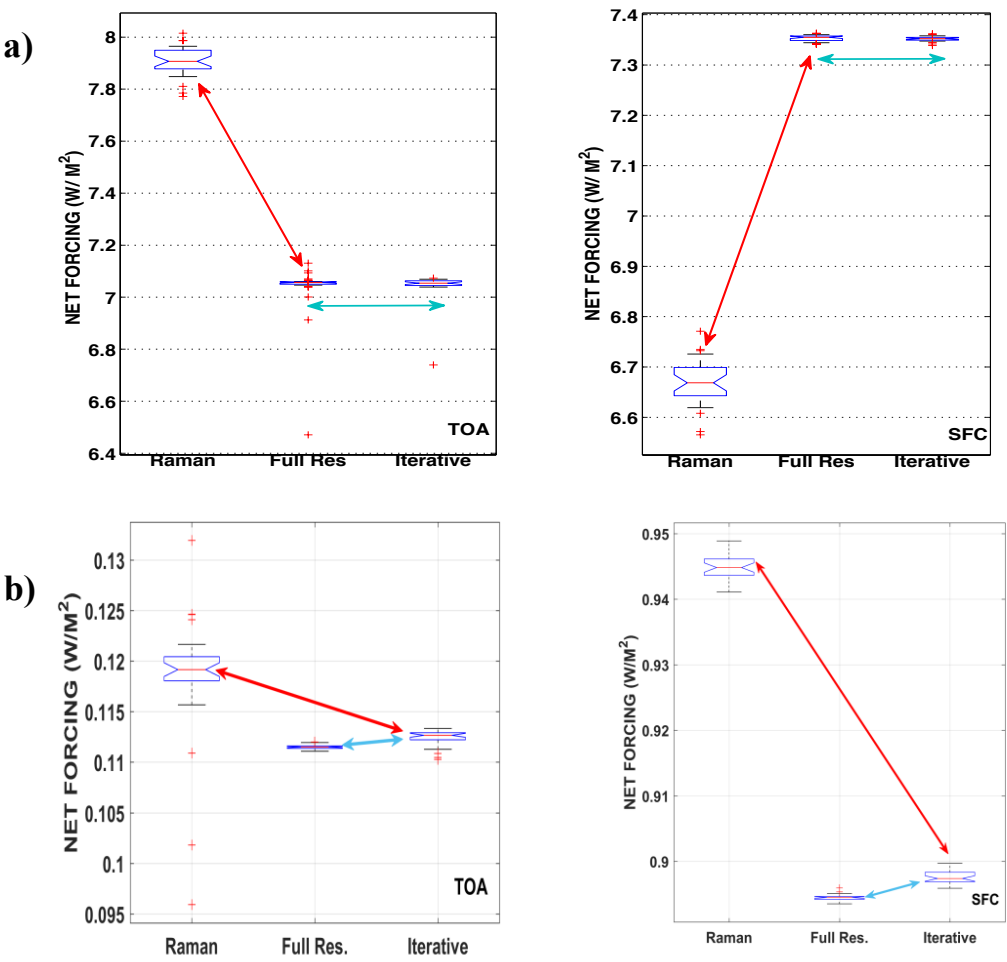 a)
NET FORCING (W/ M²)
8
7.8
7.6
7.4
7.2
7
6.8
6.6
6.4
Raman Full Res Iterative
TOA
NET FORCING (W/ M²)
7.4
7.3
7.2
7.1
7
6.9
6.8
6.7
6.6
Raman Full Res Iterative
SFC
b)
NET FORCING (W/M²)
0.13
0.125
0.12
0.115
0.11
0.105
0.1
0.095
Raman Full Res. Iterative
TOA
NET FORCING (W/M²)
0.95
0.94
0.93
0.92
0.91
0.9
Raman Full Res. Iterative
SFC